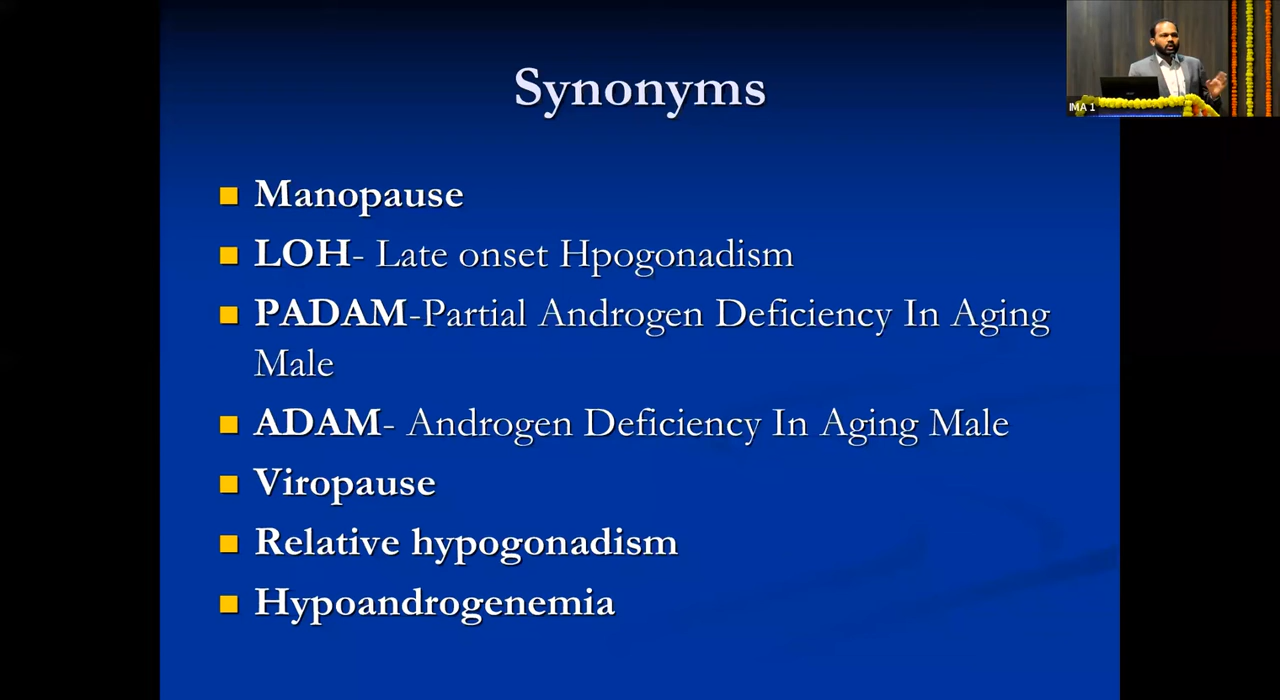 Synonyms
IMA 1
Manopause
LOH- Late onset Hpogonadism
PADAM-Partial Androgen Deficiency In Aging
Male
ADAM- Androgen Deficiency In Aging Male
Viropause
Relative hypogonadism
Hypoandrogenemia